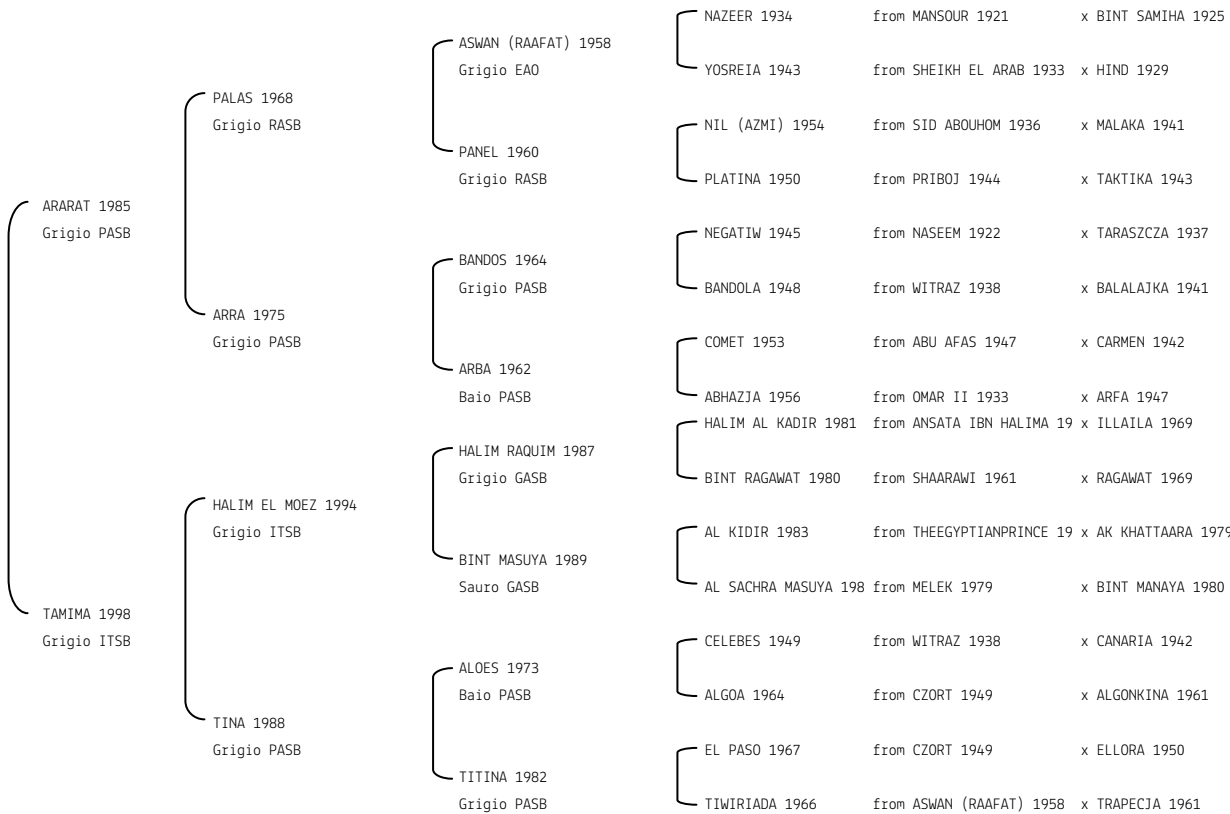 NAZEER 1934 from MANSOUR 1921 x BINT SAMIHA 1925
ASWAN (RAAFAT) 1958
Grigio EAO
YOSREIA 1943 from SHEIKH EL ARAB 1933 x HIND 1929
PALAS 1968
Grigio RASB
NIL (AZMI) 1954 from SID ABOUHOM 1936 x MALAKA 1941
PANEL 1960
Grigio RASB
PLATINA 1950 from PRIBOJ 1944 x TAKTIKA 1943
ARARAT 1985
Grigio PASB
NEGATIW 1945 from NASEEM 1922 x TARASZCZA 1937
BANDOS 1964
Grigio PASB
BANDOLA 1948 from WITRAZ 1938 x BALALAJKA 1941
ARRA 1975
Grigio PASB
COMET 1953 from ABU AFAS 1947 x CARMEN 1942
ARBA 1962
Baio PASB
ABHAZJA 1956 from OMAR II 1933 x ARFA 1947
HALIM AL KADIR 1981 from ANSATA IBN HALIMA 19 x ILLAILA 1969
HALIM RAQUIM 1987
Grigio GASB
BINT RAGAWAT 1980 from SHAARAWI 1961 x RAGAWAT 1969
HALIM EL MOEZ 1994
Grigio ITSB
AL KIDIR 1983 from THEEGYPTIANPRINCE 19 x AK KHATTAARA 1979
BINT MASUYA 1989
Sauro GASB
AL SACHRA MASUYA 198 from MELEK 1979 x BINT MANAYA 1980
TAMIMA 1998
Grigio ITSB
CELEBES 1949 from WITRAZ 1938 x CANARIA 1942
ALOES 1973
Baio PASB
ALGOA 1964 from CZORT 1949 x ALGONKINA 1961
TINA 1988
Grigio PASB
EL PASO 1967 from CZORT 1949 x ELLORA 1950
TITINA 1982
Grigio PASB
TIWIRIADA 1966 from ASWAN (RAAFAT) 1958 x TRAPECJA 1961